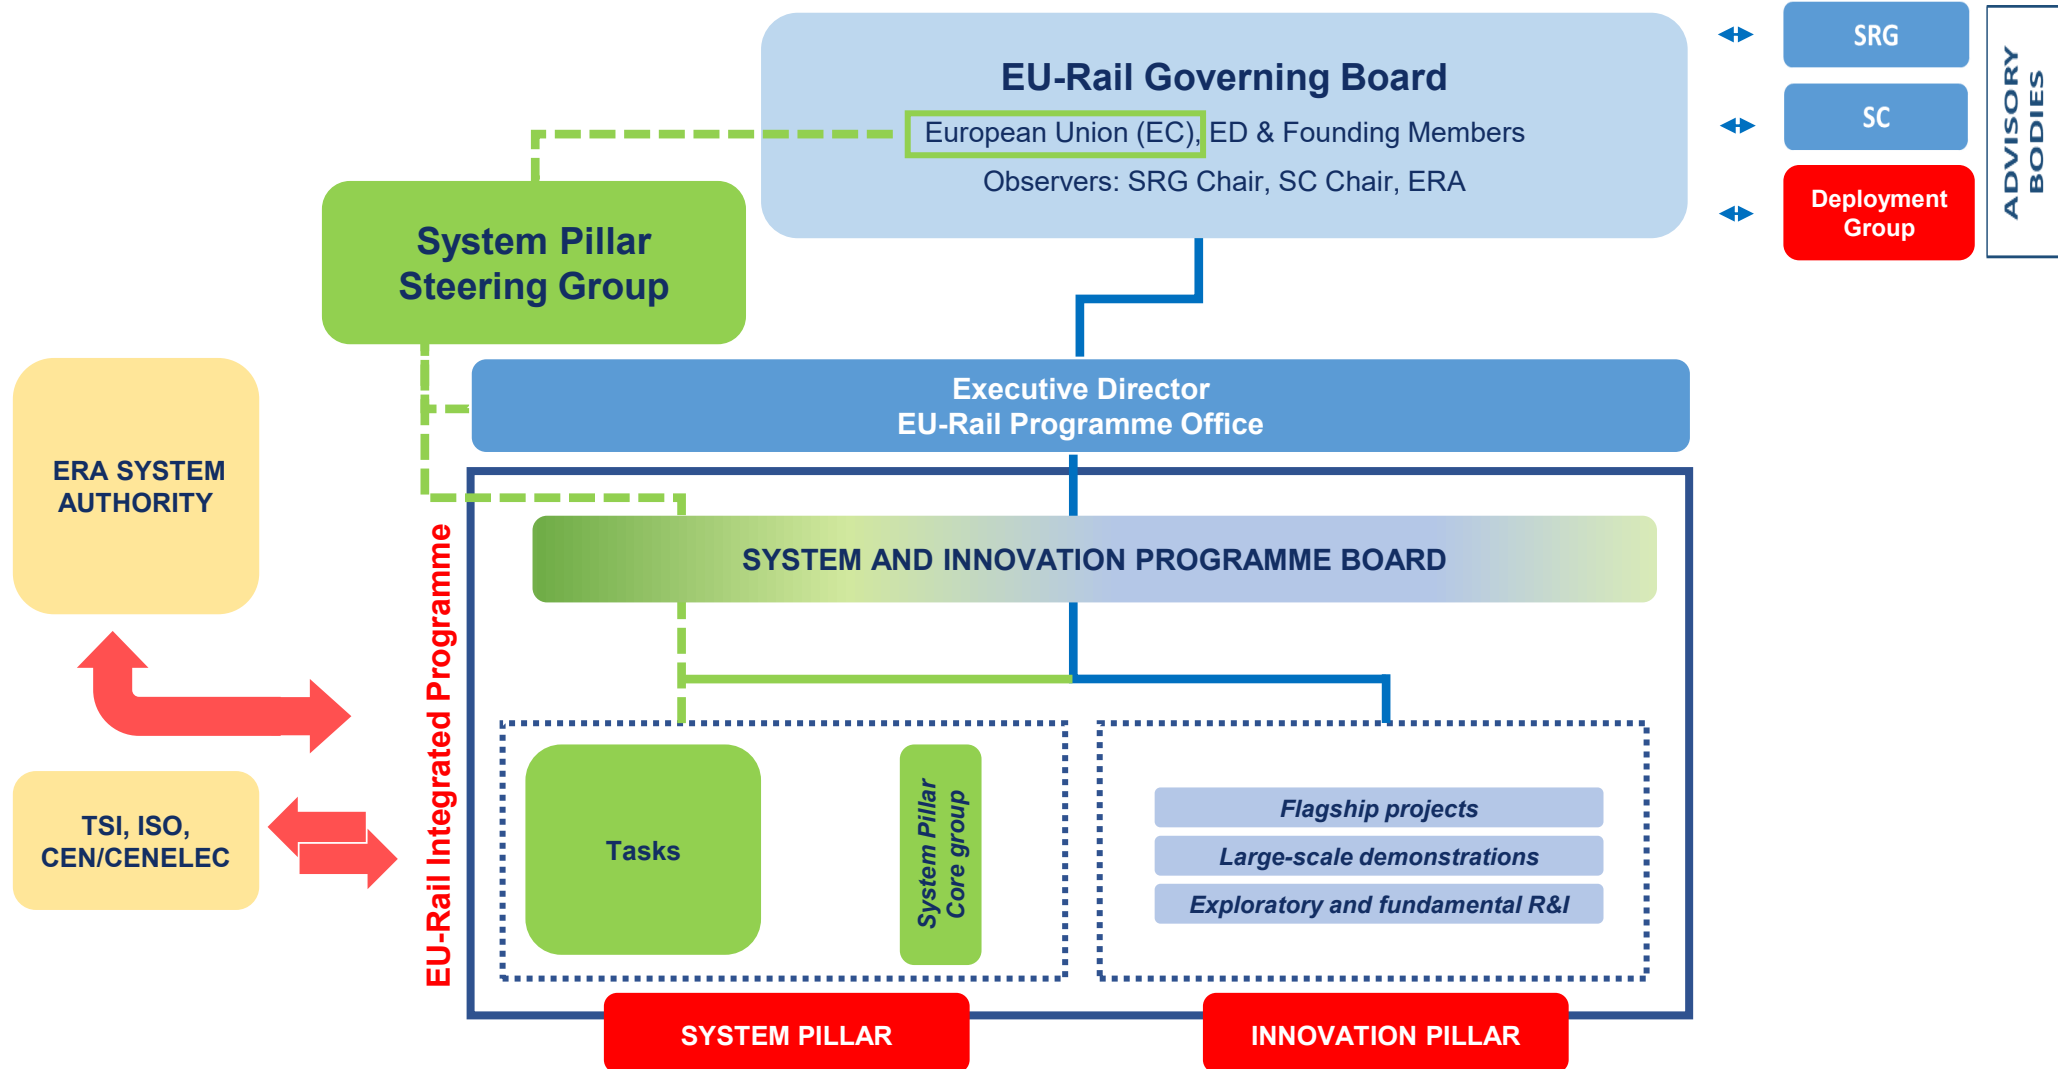 EU-Rail Governing Board
European Union (EC), ED & Founding Members
Observers: SRG Chair, SC Chair, ERA
SRG
SC
Deployment
Group
ADVISORY
BODIES
System Pillar
Steering Group
Executive Director
EU-Rail Programme Office
ERA SYSTEM
AUTHORITY
TSI, ISO,
CEN/CENELEC
EU-Rail Integrated Programme
SYSTEM AND INNOVATION PROGRAMME BOARD
Tasks
System Pillar
Core group
Flagship projects
Large-scale demonstrations
Exploratory and fundamental R&I
SYSTEM PILLAR
INNOVATION PILLAR